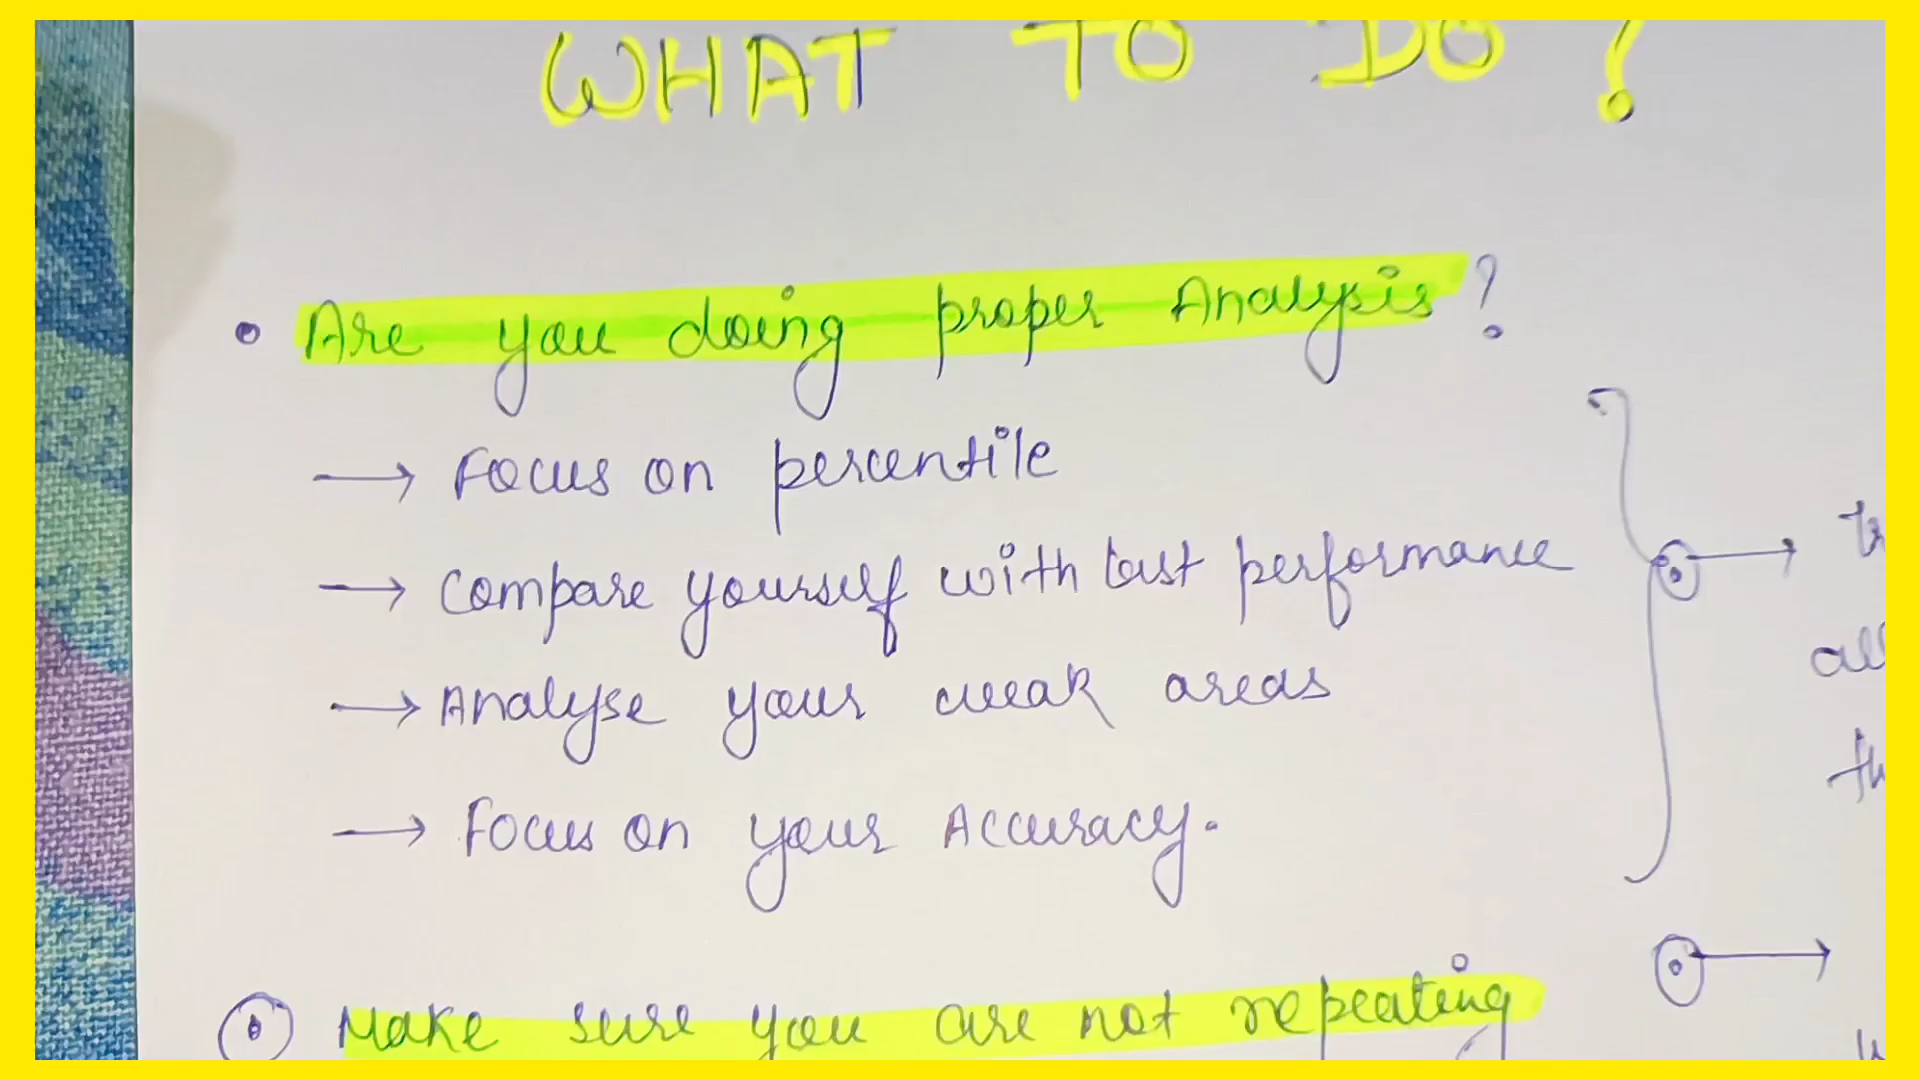 WHAT TO DO?
• Are you doing proper Analysis?
→ Focus on percentile
→ Compare yourself with last performance
→ Analyse your weak areas
→ Focus on your Accuracy.
Make sure you are not repeating